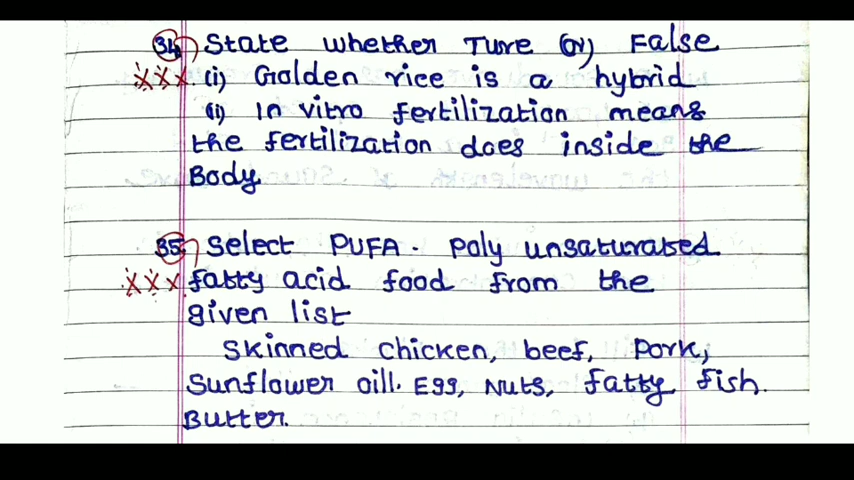 34) State whether Ture (or) False
xxx (i) Golden rice is a hybrid
(ii) In vitro fertilization means
the fertilization does inside the
Body
35) Select PUFA. Poly unsaturated
xxx fatty acid food from the
given list
Skinned chicken, beef, Pork,
Sunflower oill. Egg, Nuts, fatty fish.
Butter.